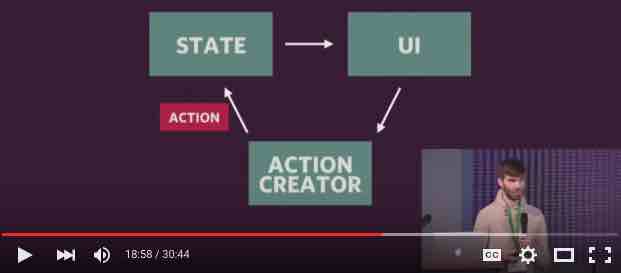 STATE
UI
ACTION
ACTION
CREATOR
18:58 / 30:44
CC